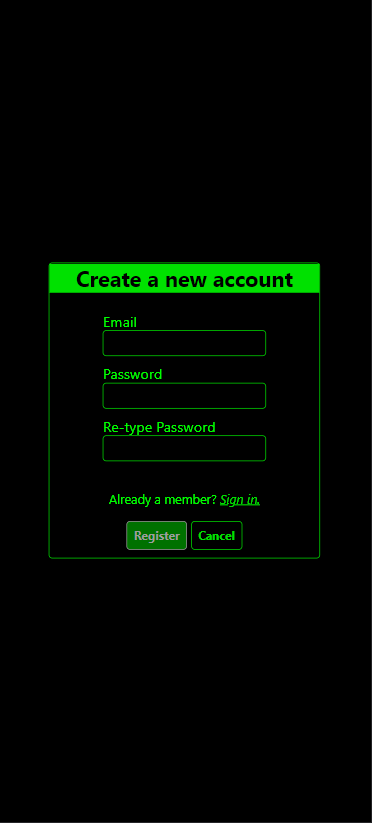 Create a new account
Email
Password
Re-type Password
Already a member? Sign in.
Register Cancel